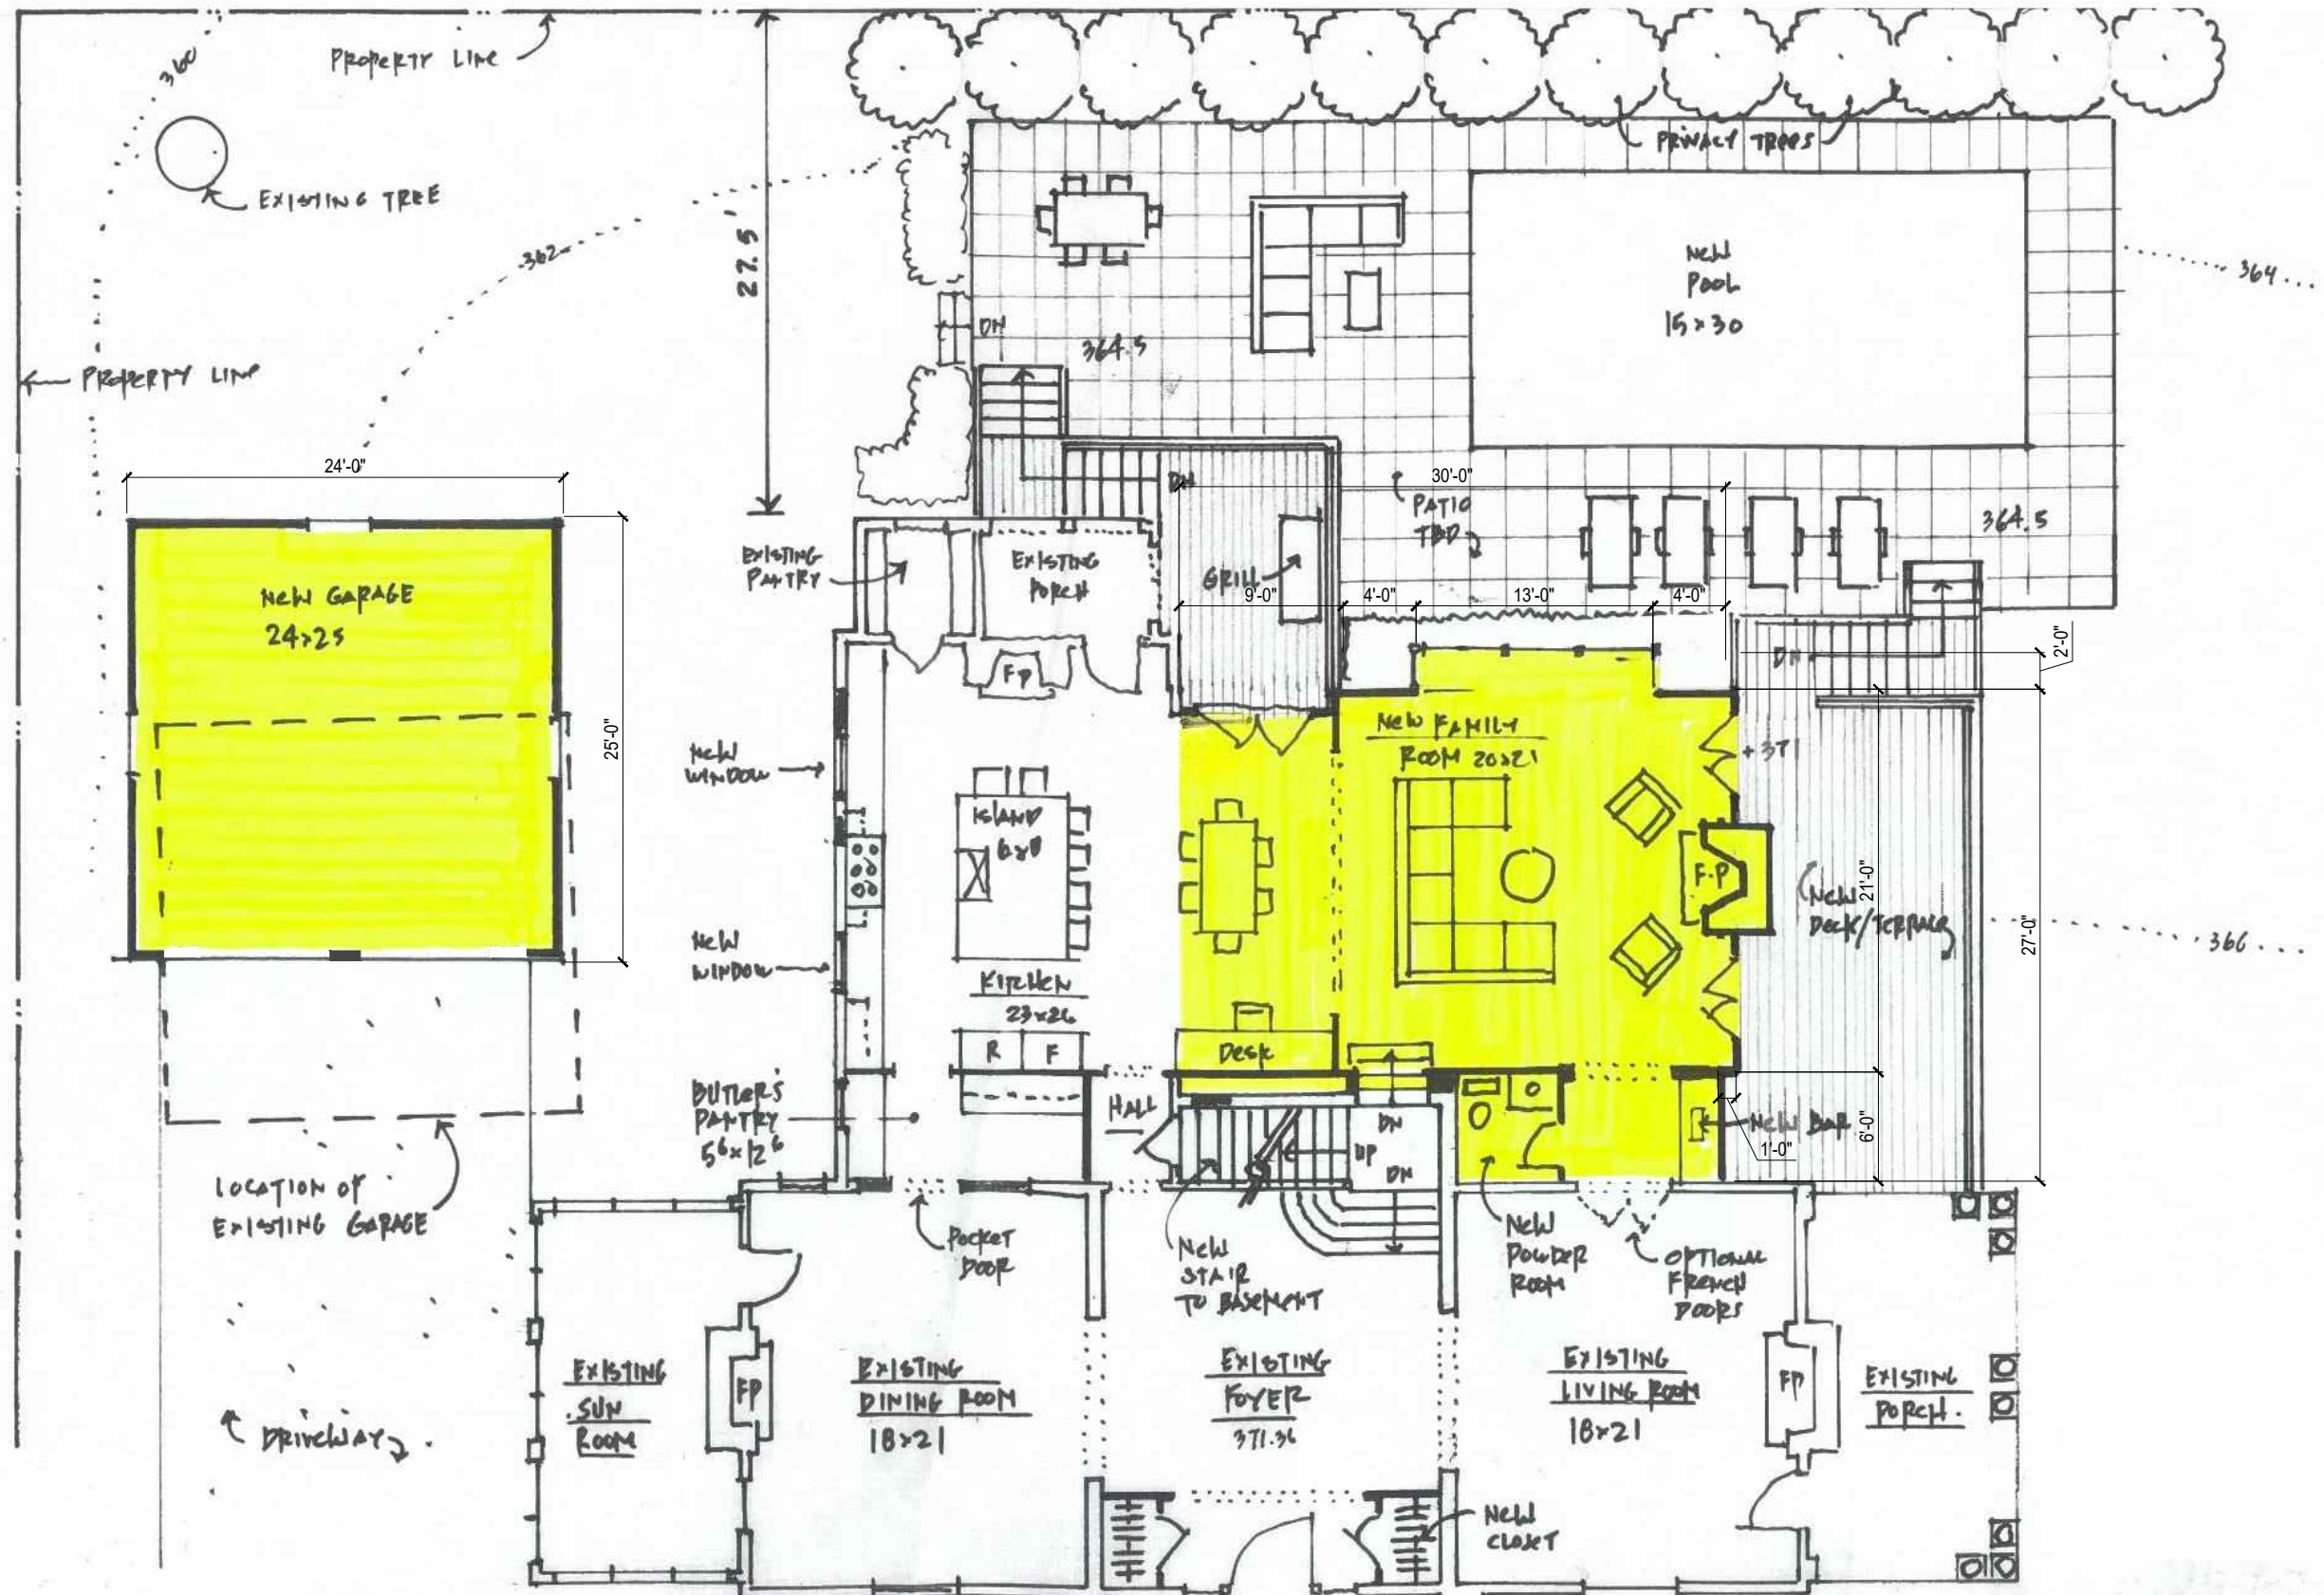 PROPERTY LINE
360
PRIVACY TREES
EXISTING TREE
362
27.5'
NEW
POOL
15x30
364
DN
364.5
PROPERTY LINE
24'-0"
30'-0"
DN
PATIO
TBD
364.5
NEW GARAGE
24x25
25'-0"
EXISTING
PANTRY
EXISTING
PORCH
GRILL
9'-0"
4'-0"
13'-0"
4'-0"
2'-0"
DN
FP
NEW FAMILY
ROOM 20x21
+371
NEW
WINDOW
ISLAND
6x8
F.P
NEW
DECK/TERRACE
21'-0"
27'-0"
366
NEW
WINDOW
KITCHEN
23x26
R
F
DESK
BUTLER'S
PANTRY
5⁶x12⁶
HALL
DN
UP
DN
NEW BAR
6'-0"
1'-0"
LOCATION OF
EXISTING GARAGE
POCKET
DOOR
NEW
STAIR
TO BASEMENT
NEW
POWDER
ROOM
OPTIONAL
FRENCH
DOORS
EXISTING
SUN
ROOM
FP
EXISTING
DINING ROOM
18x21
EXISTING
FOYER
371.36
EXISTING
LIVING ROOM
18x21
FP
EXISTING
PORCH.
DRIVEWAY
NEW
CLOSET